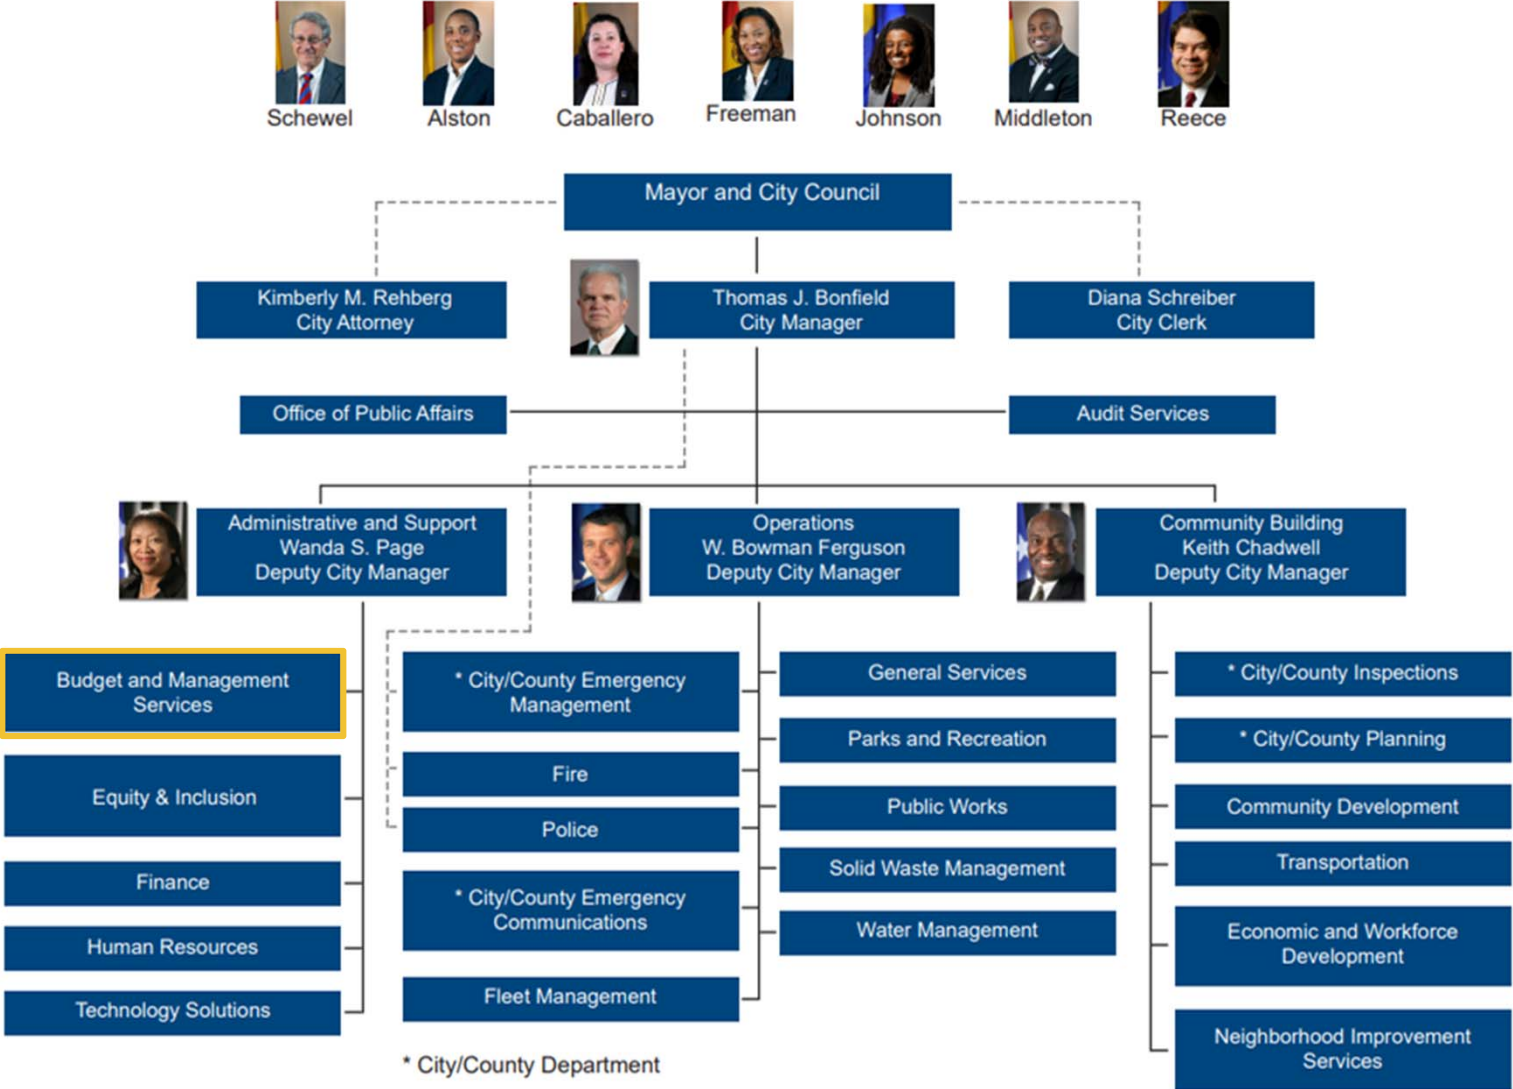 Schewel
Alston
Caballero
Freeman
Johnson
Middleton
Reece
Mayor and City Council
Kimberly M. Rehberg
City Attorney
Thomas J. Bonfield
City Manager
Diana Schreiber
City Clerk
Office of Public Affairs
Audit Services
Administrative and Support
Wanda S. Page
Deputy City Manager
Operations
W. Bowman Ferguson
Deputy City Manager
Community Building
Keith Chadwell
Deputy City Manager
Budget and Management
Services
Equity & Inclusion
Finance
Human Resources
Technology Solutions
* City/County Emergency
Management
Fire
Police
* City/County Emergency
Communications
Fleet Management
General Services
Parks and Recreation
Public Works
Solid Waste Management
Water Management
* City/County Inspections
* City/County Planning
Community Development
Transportation
Economic and Workforce
Development
Neighborhood Improvement
Services
* City/County Department